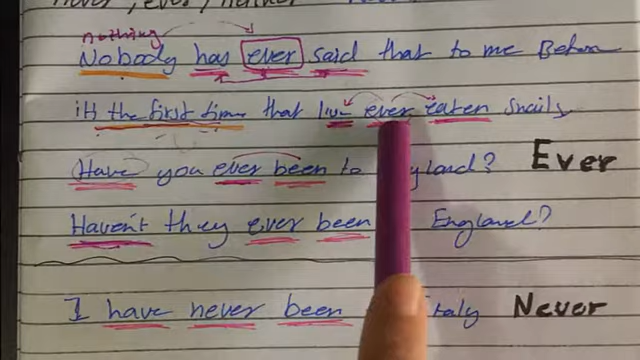 never, ever, neither
nothing
Nobody has ever said that to me Before
it's the first time that I've ever eaten snails
Have you ever been to England? Ever
Haven't they ever been England?
I have never been Italy Never